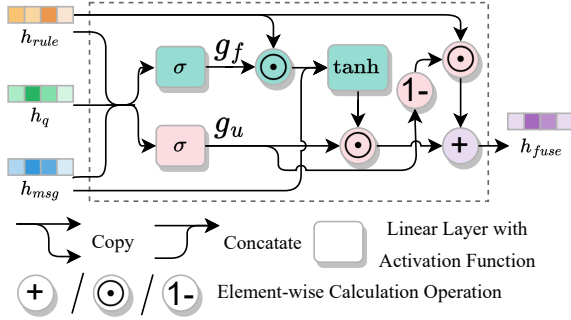 h_rule
h_q
h_msg
σ
g_f
tanh
1-
σ
g_u
+
h_fuse
Copy
Concatate
Linear Layer with
Activation Function
+ / ⊙ / 1- Element-wise Calculation Operation